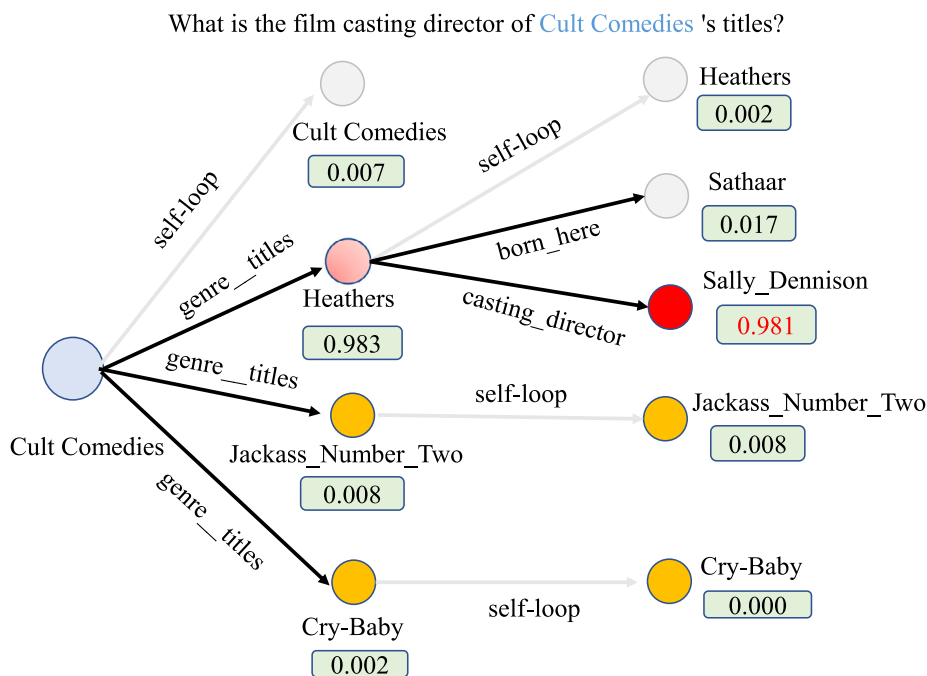 What is the film casting director of Cult Comedies 's titles?
Heathers
0.002
Cult Comedies
0.007
self-loop
self-loop
Sathaar
0.017
born_here
genre_titles
Heathers
0.983
casting_director
Sally_Dennison
0.981
genre__titles
Cult Comedies
self-loop
Jackass_Number_Two
0.008
Jackass_Number_Two
0.008
genre__titles
Cry-Baby
0.002
self-loop
Cry-Baby
0.000